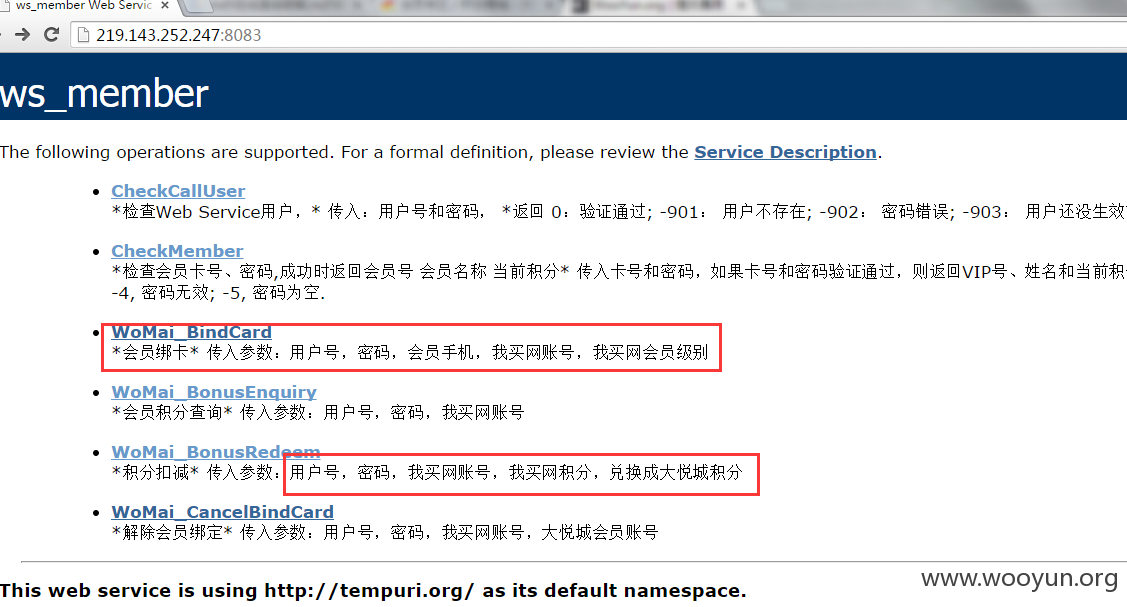 ws_member Web Servic
219.143.252.247:8083
ws_member
The following operations are supported. For a formal definition, please review the Service Description.
CheckCallUser
*检查Web Service用户，* 传入：用户号和密码， *返回 0：验证通过; -901： 用户不存在; -902： 密码错误; -903： 用户还没生效
CheckMember
*检查会员卡号、密码,成功时返回会员号 会员名称 当前积分* 传入卡号和密码，如果卡号和密码验证通过，则返回VIP号、姓名和当前积
-4, 密码无效; -5, 密码为空.
WoMai_BindCard
*会员绑卡* 传入参数：用户号，密码，会员手机，我买网账号，我买网会员级别
WoMai_BonusEnquiry
*会员积分查询* 传入参数：用户号，密码，我买网账号
WoMai_BonusRedeem
*积分扣减* 传入参数：用户号，密码，我买网账号，我买网积分，兑换成大悦城积分
WoMai_CancelBindCard
*解除会员绑定* 传入参数：用户号，密码，我买网账号，大悦城会员账号
www.wooyun.org
This web service is using http://tempuri.org/ as its default namespace.